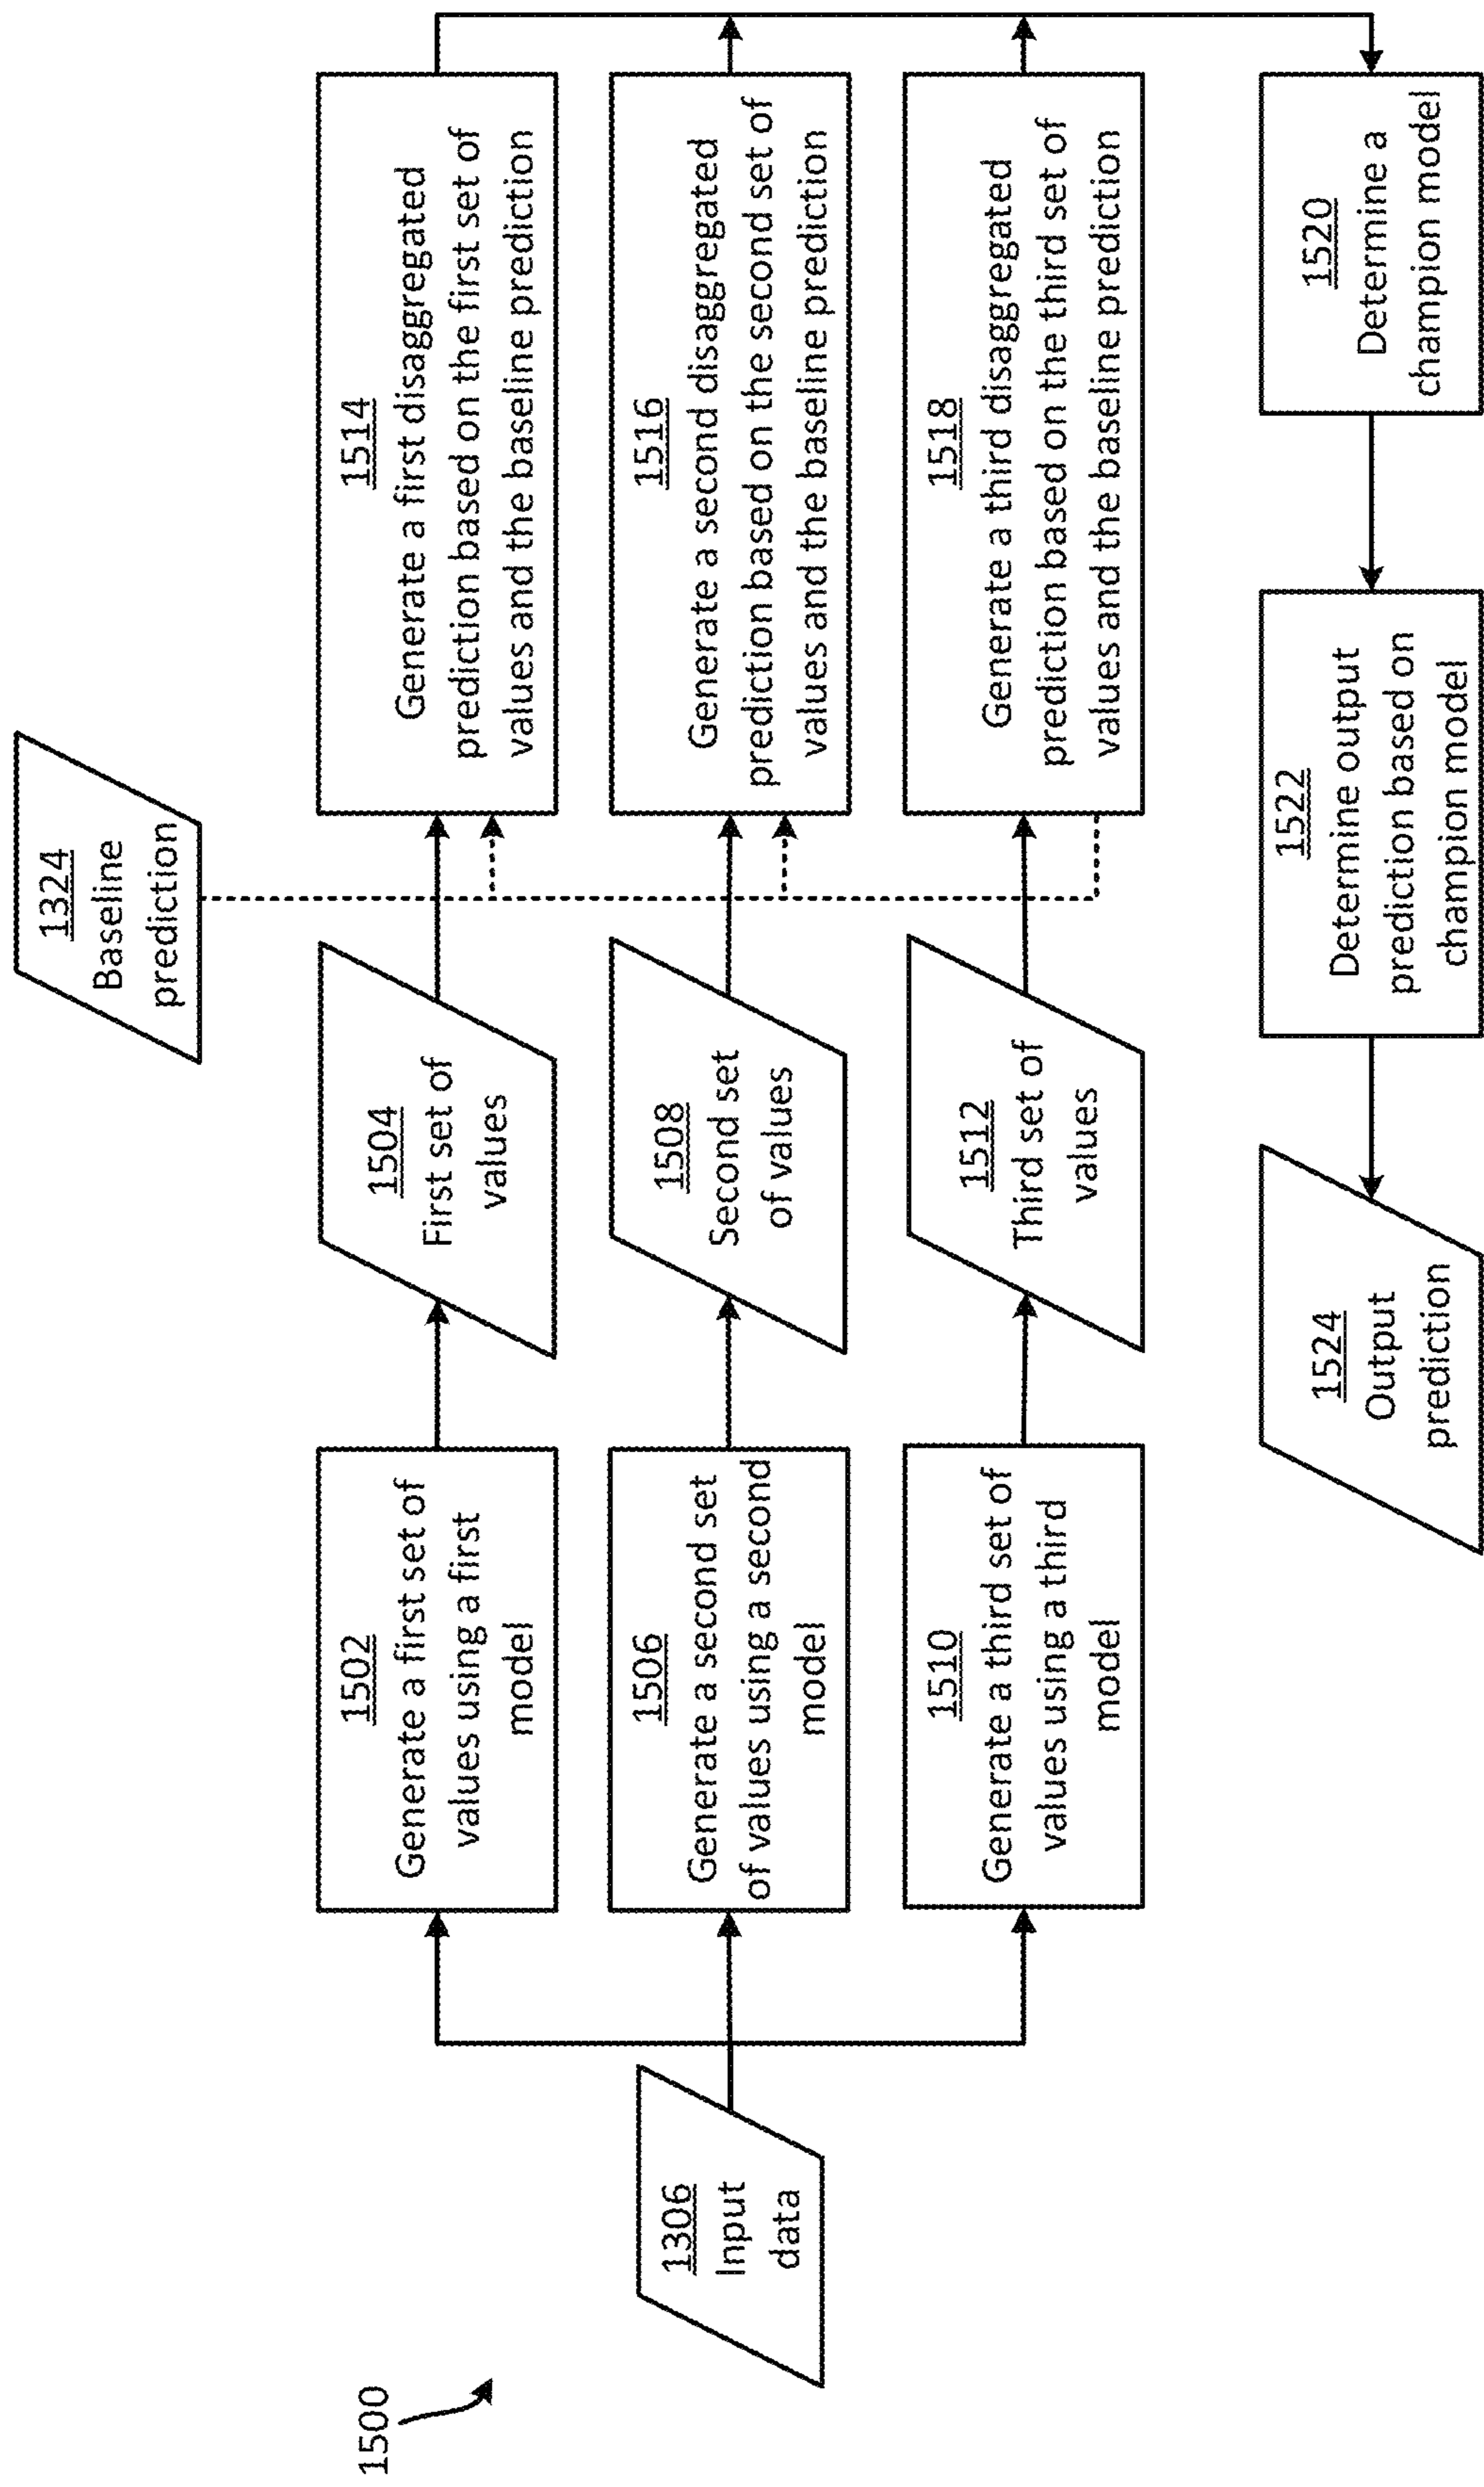 1500
1306
Input
data
1502
Generate a first set of
values using a first
model
1506
Generate a second set
of values using a second
model
1510
Generate a third set of
values using a third
model
1504
First set of
values
1508
Second set
of values
1512
Third set of
values
1324
Baseline
prediction
1514
Generate a first disaggregated
prediction based on the first set of
values and the baseline prediction
1516
Generate a second disaggregated
prediction based on the second set of
values and the baseline prediction
1518
Generate a third disaggregated
prediction based on the third set of
values and the baseline prediction
1520
Determine a
champion model
1522
Determine output
prediction based on
champion model
1524
Output
prediction